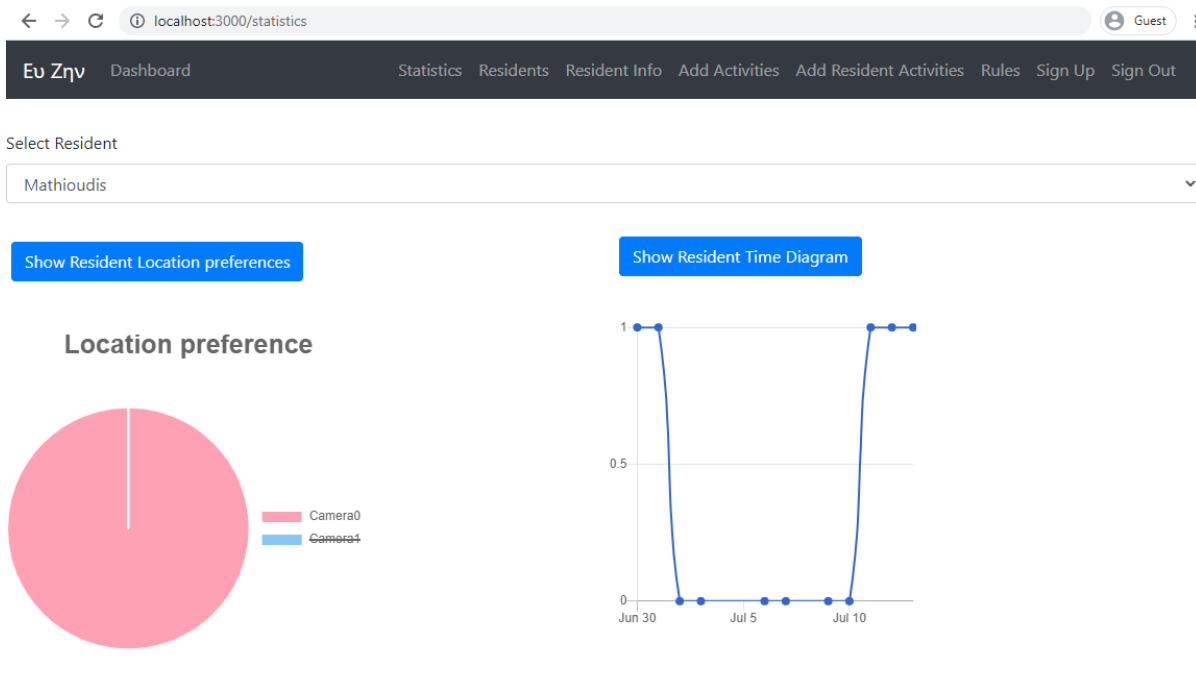 localhost:3000/statistics
Guest
Ευ Ζην Dashboard Statistics Residents Resident Info Add Activities Add Resident Activities Rules Sign Up Sign Out
Select Resident
Mathioudis
Show Resident Location preferences
Show Resident Time Diagram
Location preference
Camera0
Camera1
1
0.5
0
Jun 30 Jul 5 Jul 10